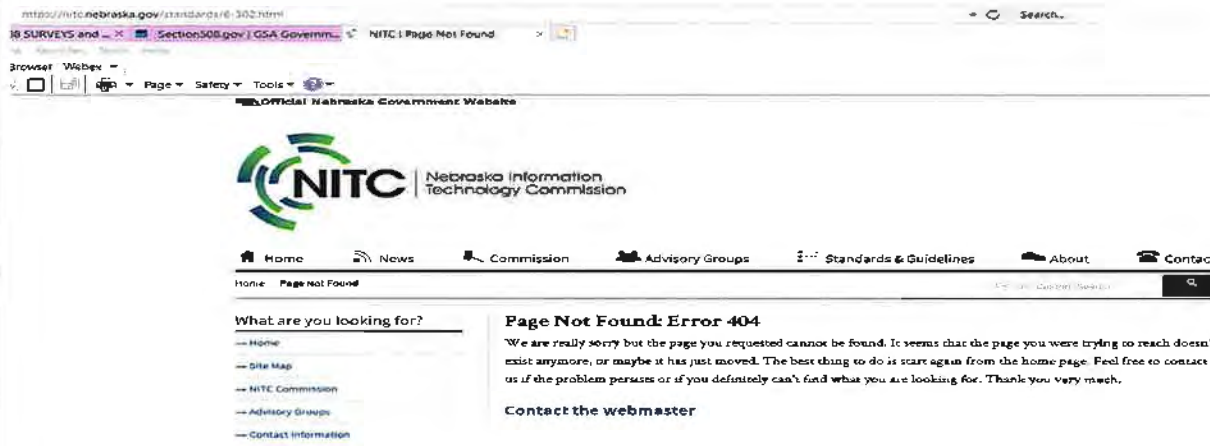 https://nitc.nebraska.gov/standards/6-302.html
Search...
SURVEYS and ...
Section508.gov | GSA Governm...
NITC | Page Not Found
Browser Webex
Page Safety Tools
Official Nebraska Government Website
NITC Nebraska Information
Technology Commission
Home News Commission Advisory Groups Standards & Guidelines About Contac
Home Page Not Found
Custom Search
What are you looking for?
— Home
— Site Map
— NITC Commission
— Advisory Groups
— Contact Information
Page Not Found: Error 404
We are really sorry but the page you requested cannot be found. It seems that the page you were trying to reach doesn'
exist anymore, or maybe it has just moved. The best thing to do is start again from the home page. Feel free to contact
us if the problem persists or if you definitely can't find what you are looking for. Thank you very much.
Contact the webmaster